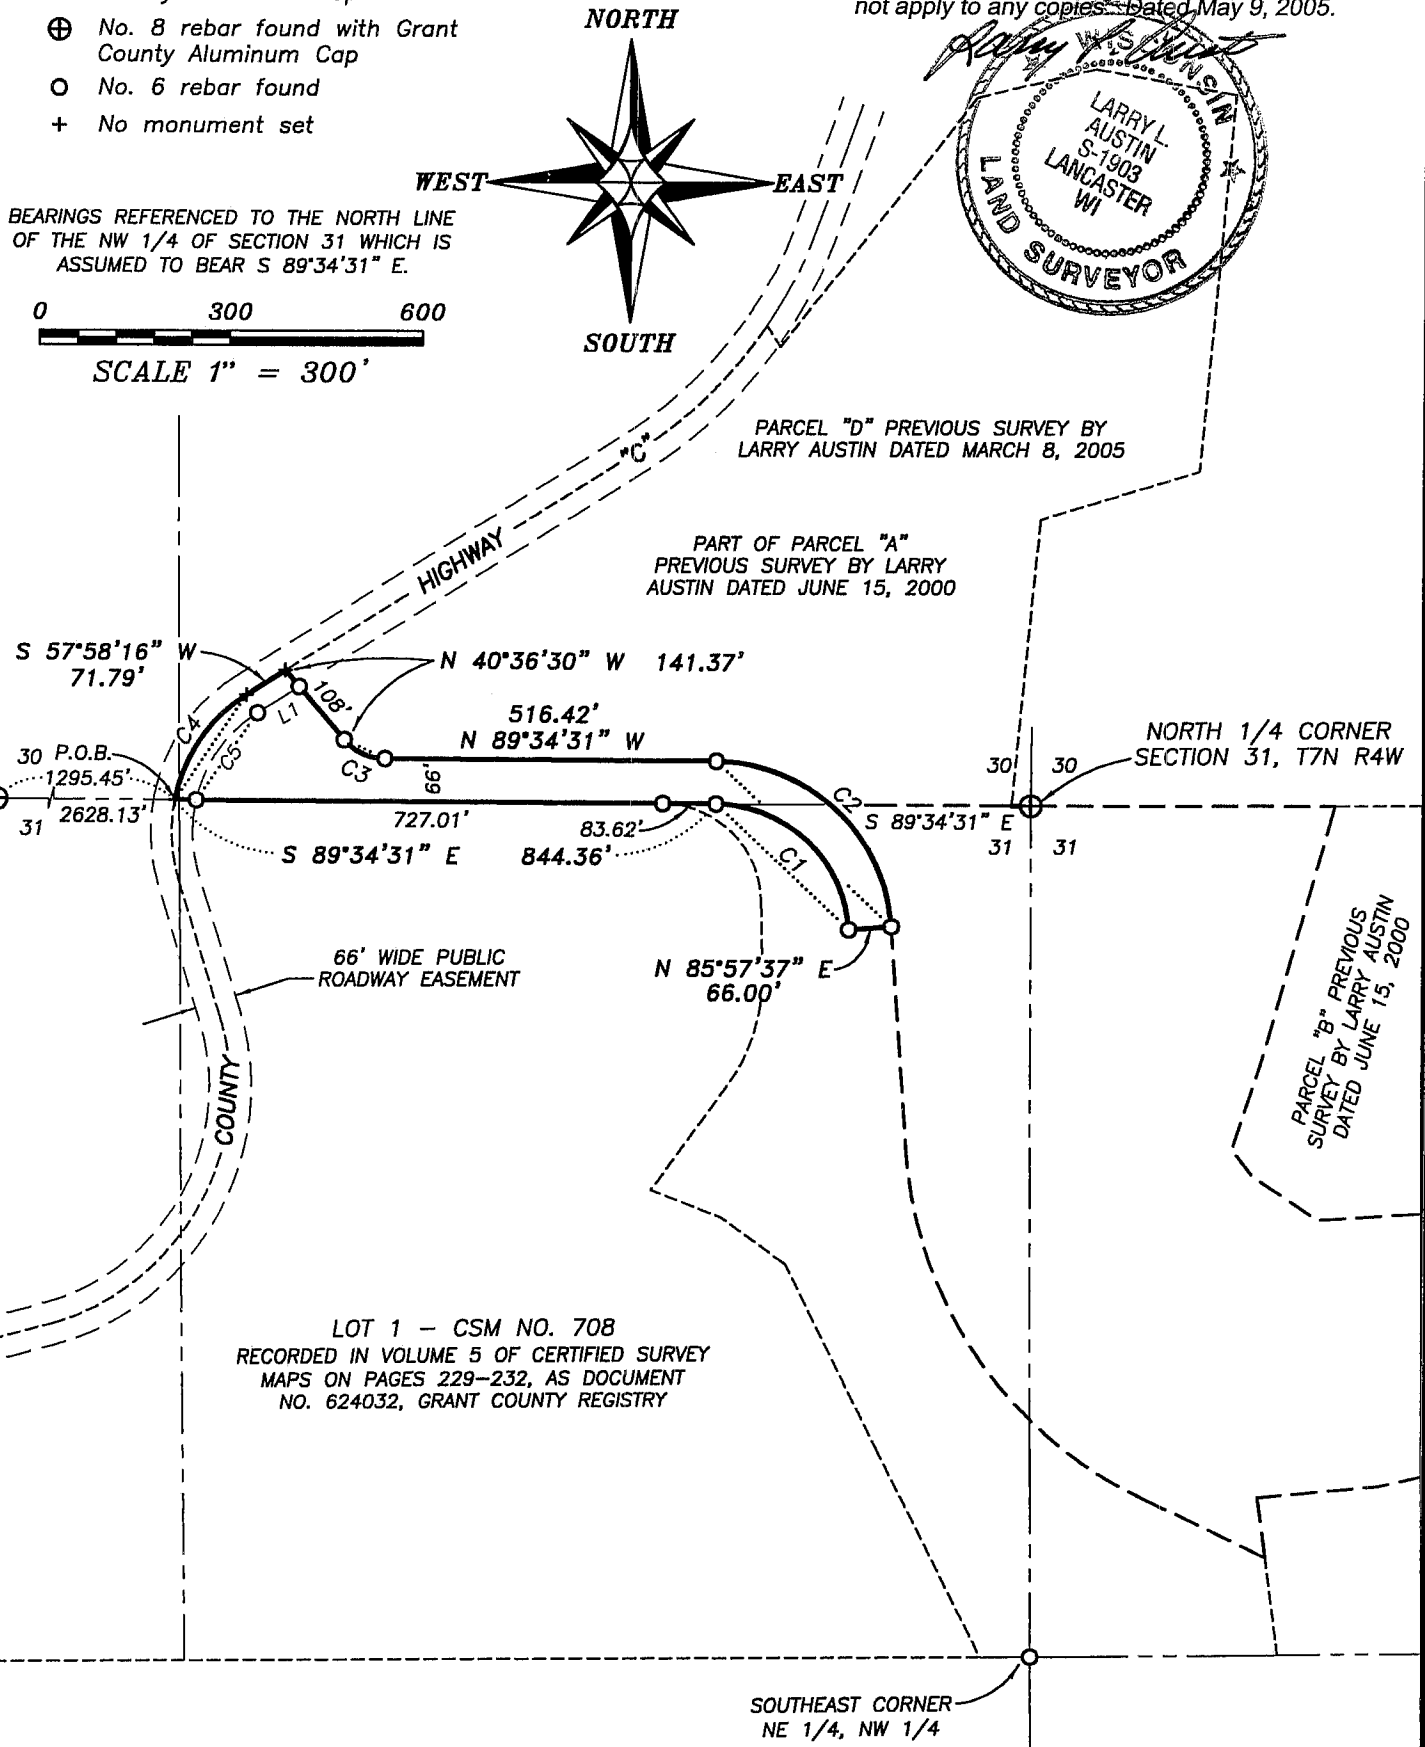 not apply to any copies. Dated May 9, 2005.
No. 8 rebar found with Grant
County Aluminum Cap
No. 6 rebar found
+ No monument set
NORTH
WEST
EAST
SOUTH
WISCONSIN
LARRY L.
AUSTIN
S-1903
LANCASTER
WI
LAND SURVEYOR
BEARINGS REFERENCED TO THE NORTH LINE
OF THE NW 1/4 OF SECTION 31 WHICH IS
ASSUMED TO BEAR S 89°34'31" E.
0 300 600
SCALE 1" = 300'
PARCEL "D" PREVIOUS SURVEY BY
LARRY AUSTIN DATED MARCH 8, 2005
"C"
HIGHWAY
PART OF PARCEL "A"
PREVIOUS SURVEY BY LARRY
AUSTIN DATED JUNE 15, 2000
S 57°58'16" W
71.79'
N 40°36'30" W 141.37'
108'
L1
C4
C5
C3
516.42'
N 89°34'31" W
66'
NORTH 1/4 CORNER
SECTION 31, T7N R4W
30 P.O.B.
1295.45'
31 2628.13'
30 30
727.01'
83.62'
C2
S 89°34'31" E
31 31
S 89°34'31" E
844.36'
C1
66' WIDE PUBLIC
ROADWAY EASEMENT
N 85°57'37" E
66.00'
COUNTY
PARCEL "B" PREVIOUS
SURVEY BY LARRY AUSTIN
DATED JUNE 15, 2000
LOT 1 – CSM NO. 708
RECORDED IN VOLUME 5 OF CERTIFIED SURVEY
MAPS ON PAGES 229–232, AS DOCUMENT
NO. 624032, GRANT COUNTY REGISTRY
SOUTHEAST CORNER
NE 1/4, NW 1/4